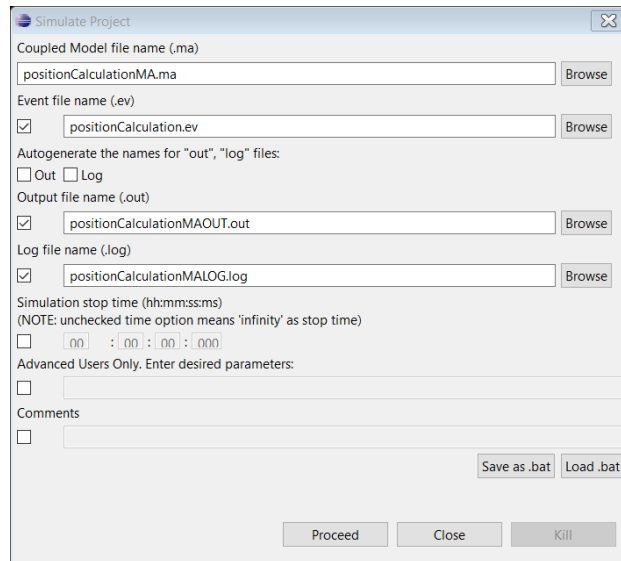 Simulate Project
Coupled Model file name (.ma)
positionCalculationMA.ma Browse
Event file name (.ev)
positionCalculation.ev Browse
Autogenerate the names for "out", "log" files:
Out Log
Output file name (.out)
positionCalculationMAOUT.out Browse
Log file name (.log)
positionCalculationMALOG.log Browse
Simulation stop time (hh:mm:ss:ms)
(NOTE: unchecked time option means 'infinity' as stop time)
00 : 00 : 00 : 000
Advanced Users Only. Enter desired parameters:
Comments
Save as .bat Load .bat
Proceed Close Kill